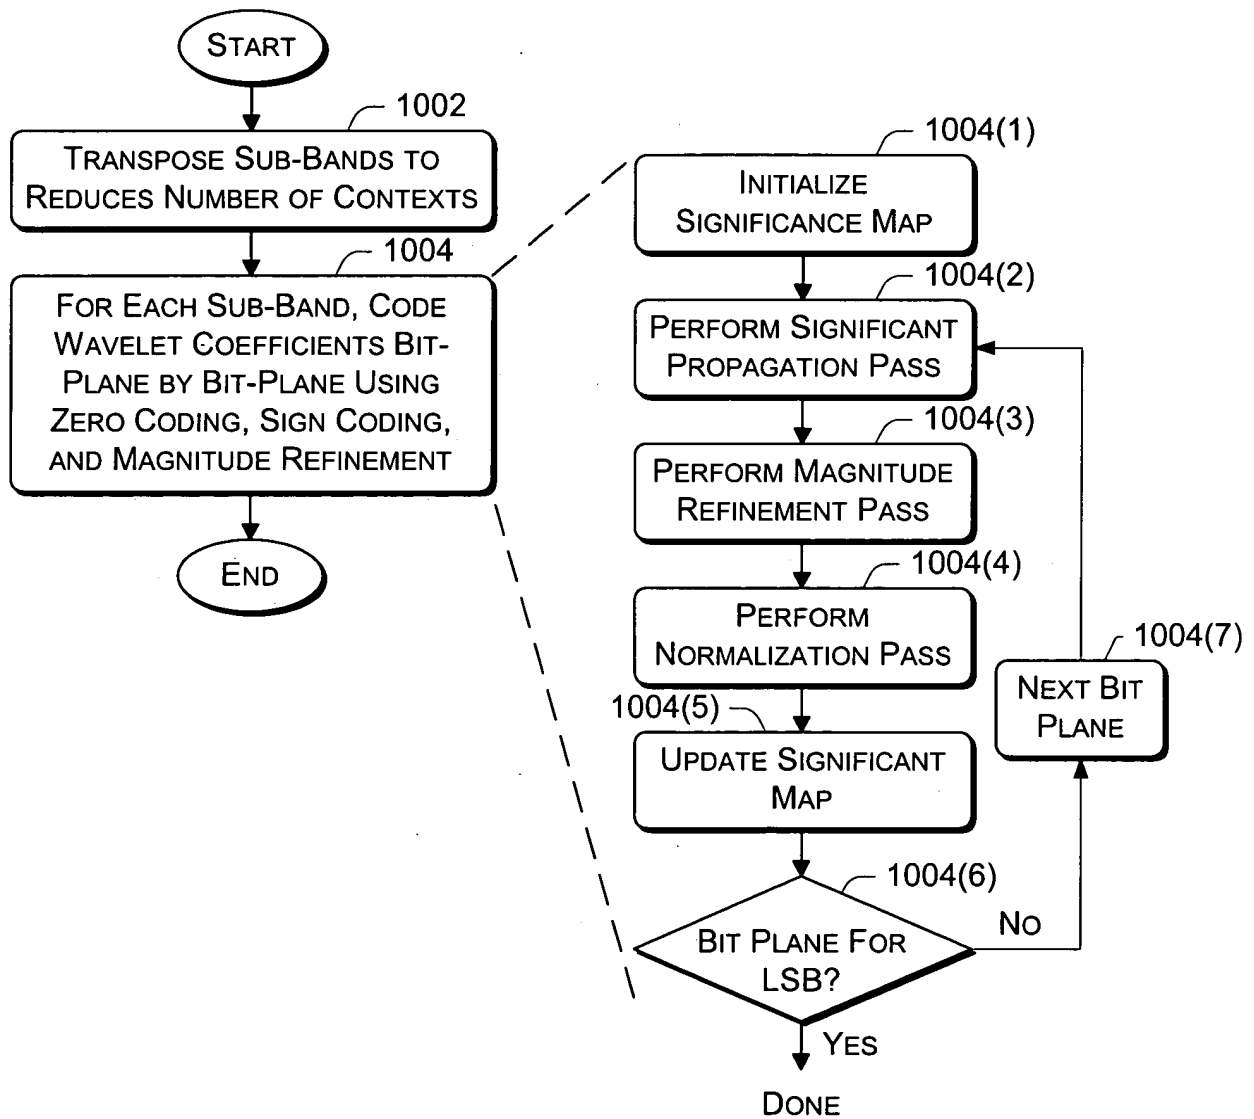 START
1002
TRANSPOSE SUB-BANDS TO
REDUCES NUMBER OF CONTEXTS
1004
FOR EACH SUB-BAND, CODE
WAVELET COEFFICIENTS BIT-
PLANE BY BIT-PLANE USING
ZERO CODING, SIGN CODING,
AND MAGNITUDE REFINEMENT
END
1004(1)
INITIALIZE
SIGNIFICANCE MAP
1004(2)
PERFORM SIGNIFICANT
PROPAGATION PASS
1004(3)
PERFORM MAGNITUDE
REFINEMENT PASS
1004(4)
PERFORM
NORMALIZATION PASS
1004(5)
UPDATE SIGNIFICANT
MAP
1004(6)
BIT PLANE FOR
LSB?
NO
1004(7)
NEXT BIT
PLANE
YES
DONE